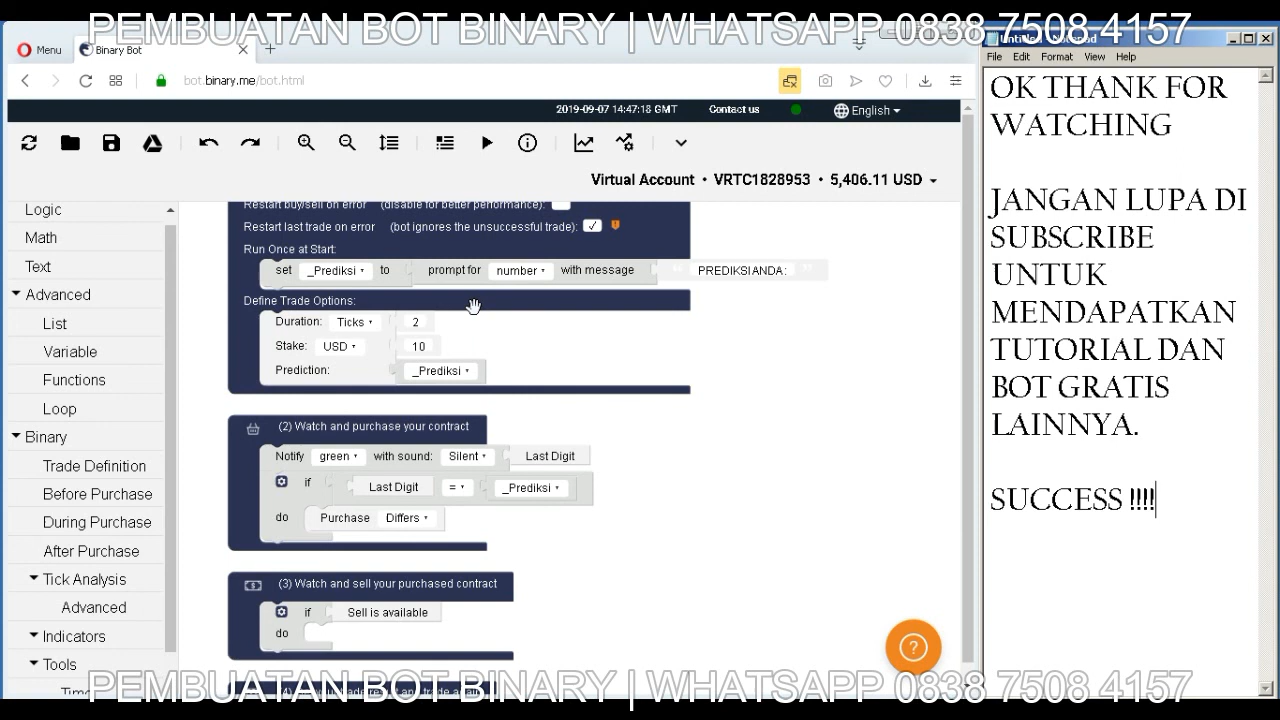 PEMBUATAN BOT BINARY | WHATSAPP 0838 7508 4157
Menu
Binary Bot
bot.binary.me/bot.html
2019-09-07 14:47:18 GMT
Contact us
English
Virtual Account • VRTC1828953 • 5,406.11 USD
Logic
Math
Text
Advanced
List
Variable
Functions
Loop
Binary
Trade Definition
Before Purchase
During Purchase
After Purchase
Tick Analysis
Advanced
Indicators
Tools
Restart buy/sell on error (disable for better performance):
Restart last trade on error (bot ignores the unsuccessful trade): ✓
Run Once at Start:
set _Prediksi to prompt for number with message “ PREDIKSI ANDA: ”
Define Trade Options:
Duration: Ticks 2
Stake: USD 10
Prediction: _Prediksi
(2) Watch and purchase your contract
Notify green with sound: Silent Last Digit
if Last Digit = _Prediksi
do Purchase Differs
(3) Watch and sell your purchased contract
if Sell is available
do
?
Notepad
File Edit Format View Help
OK THANK FOR
WATCHING
JANGAN LUPA DI
SUBSCRIBE
UNTUK
MENDAPATKAN
TUTORIAL DAN
BOT GRATIS
LAINNYA.
SUCCESS !!!!
PEMBUATAN BOT BINARY | WHATSAPP 0838 7508 4157